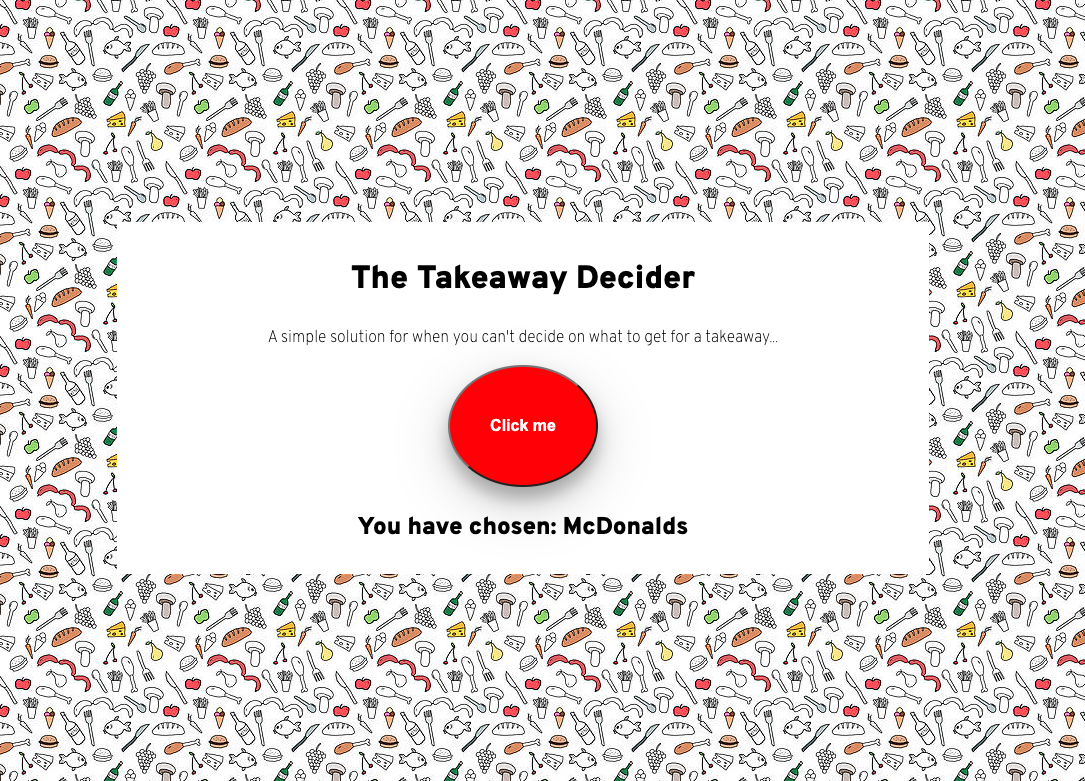 The Takeaway Decider
A simple solution for when you can't decide on what to get for a takeaway...
Click me
You have chosen: McDonalds